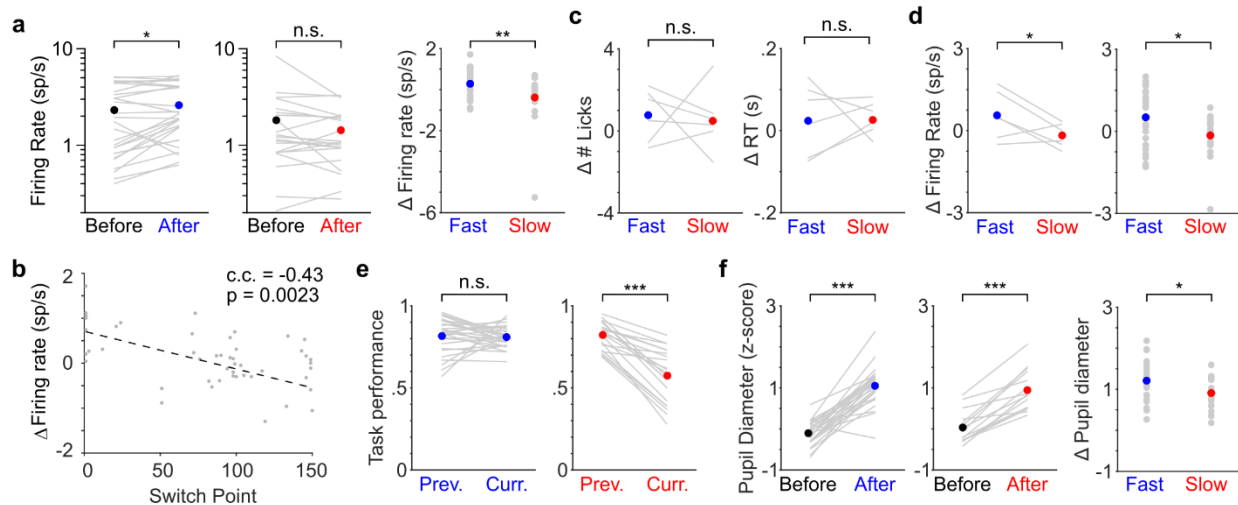 a
*
10
1
Firing Rate (sp/s)
Before After
n.s.
10
1
Before After
**
2
-2
-6
Δ Firing rate (sp/s)
Fast Slow
c
n.s.
4
0
-4
Δ # Licks
Fast Slow
n.s.
.2
0
-.2
Δ RT (s)
Fast Slow
d
*
3
0
-3
Δ Firing Rate (sp/s)
Fast Slow
*
3
0
-3
Fast Slow
b
c.c. = -0.43
p = 0.0023
2
0
-2
ΔFiring rate (sp/s)
0 50 100 150
Switch Point
e
n.s.
1
.5
0
Task performance
Prev. Curr.
***
1
.5
0
Prev. Curr.
f
***
3
1
-1
Pupil Diameter (z-score)
Before After
***
3
1
-1
Before After
*
3
1
-1
Δ Pupil diameter
Fast Slow